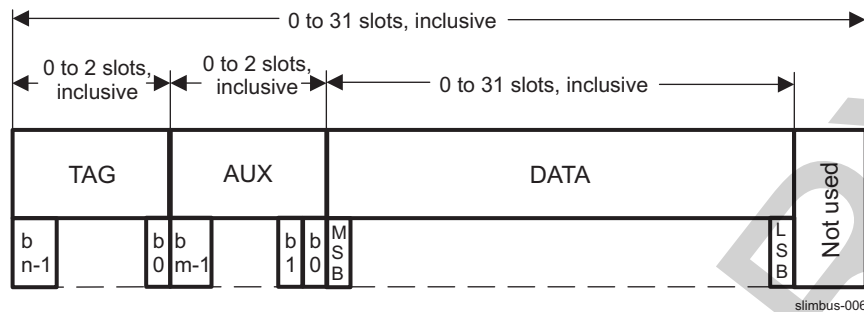 0 to 31 slots, inclusive
0 to 2 slots,
inclusive
0 to 2 slots,
inclusive
0 to 31 slots, inclusive
TAG
AUX
DATA
Not used
b
n-1
b
0
b
m-1
b
1
b
0
M
S
B
L
S
B
slimbus-006